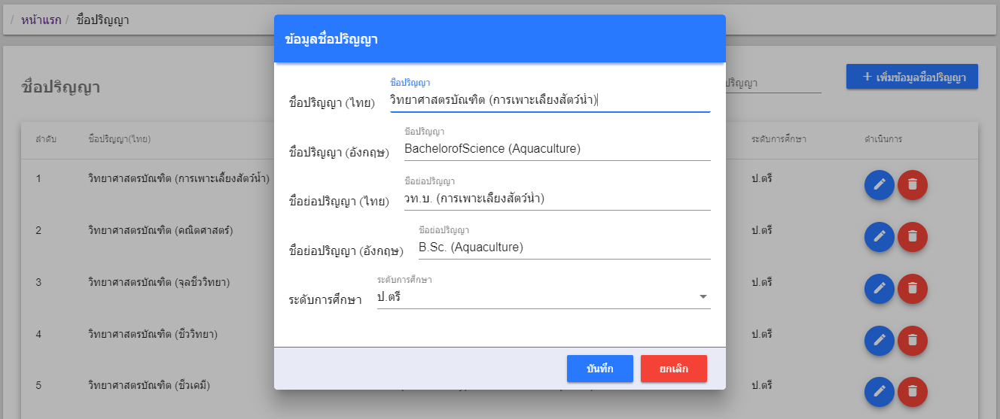 / หน้าแรก / ชื่อปริญญา
ข้อมูลชื่อปริญญา
ชื่อปริญญา
ปริญญา
+ เพิ่มข้อมูลชื่อปริญญา
ชื่อปริญญา (ไทย)
ชื่อปริญญา
วิทยาศาสตรบัณฑิต (การเพาะเลี้ยงสัตว์น้ำ)
ชื่อปริญญา (อังกฤษ)
ชื่อปริญญา
BachelorofScience (Aquaculture)
ชื่อย่อปริญญา (ไทย)
ชื่อย่อปริญญา
วท.บ. (การเพาะเลี้ยงสัตว์น้ำ)
ชื่อย่อปริญญา (อังกฤษ)
ชื่อย่อปริญญา
B.Sc. (Aquaculture)
ระดับการศึกษา
ระดับการศึกษา
ป.ตรี
บันทึก ยกเลิก
ลำดับ ชื่อปริญญา(ไทย) ระดับการศึกษา ดำเนินการ
1 วิทยาศาสตรบัณฑิต (การเพาะเลี้ยงสัตว์น้ำ) ป.ตรี
2 วิทยาศาสตรบัณฑิต (คณิตศาสตร์) ป.ตรี
3 วิทยาศาสตรบัณฑิต (จุลชีววิทยา) ป.ตรี
4 วิทยาศาสตรบัณฑิต (ชีววิทยา) ป.ตรี
5 วิทยาศาสตรบัณฑิต (ชีวเคมี) ป.ตรี